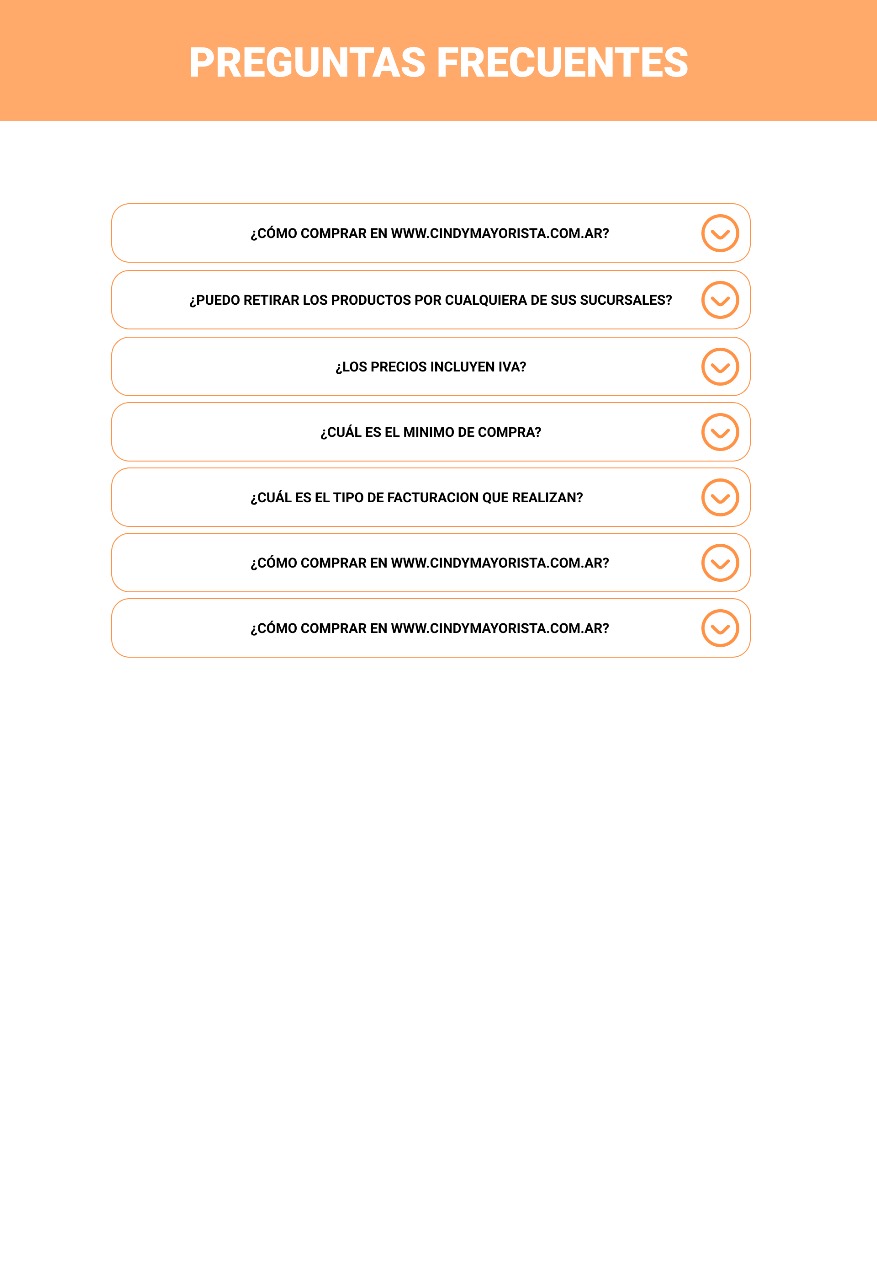 PREGUNTAS FRECUENTES
¿CÓMO COMPRAR EN WWW.CINDYMAYORISTA.COM.AR?
¿PUEDO RETIRAR LOS PRODUCTOS POR CUALQUIERA DE SUS SUCURSALES?
¿LOS PRECIOS INCLUYEN IVA?
¿CUÁL ES EL MINIMO DE COMPRA?
¿CUÁL ES EL TIPO DE FACTURACION QUE REALIZAN?
¿CÓMO COMPRAR EN WWW.CINDYMAYORISTA.COM.AR?
¿CÓMO COMPRAR EN WWW.CINDYMAYORISTA.COM.AR?